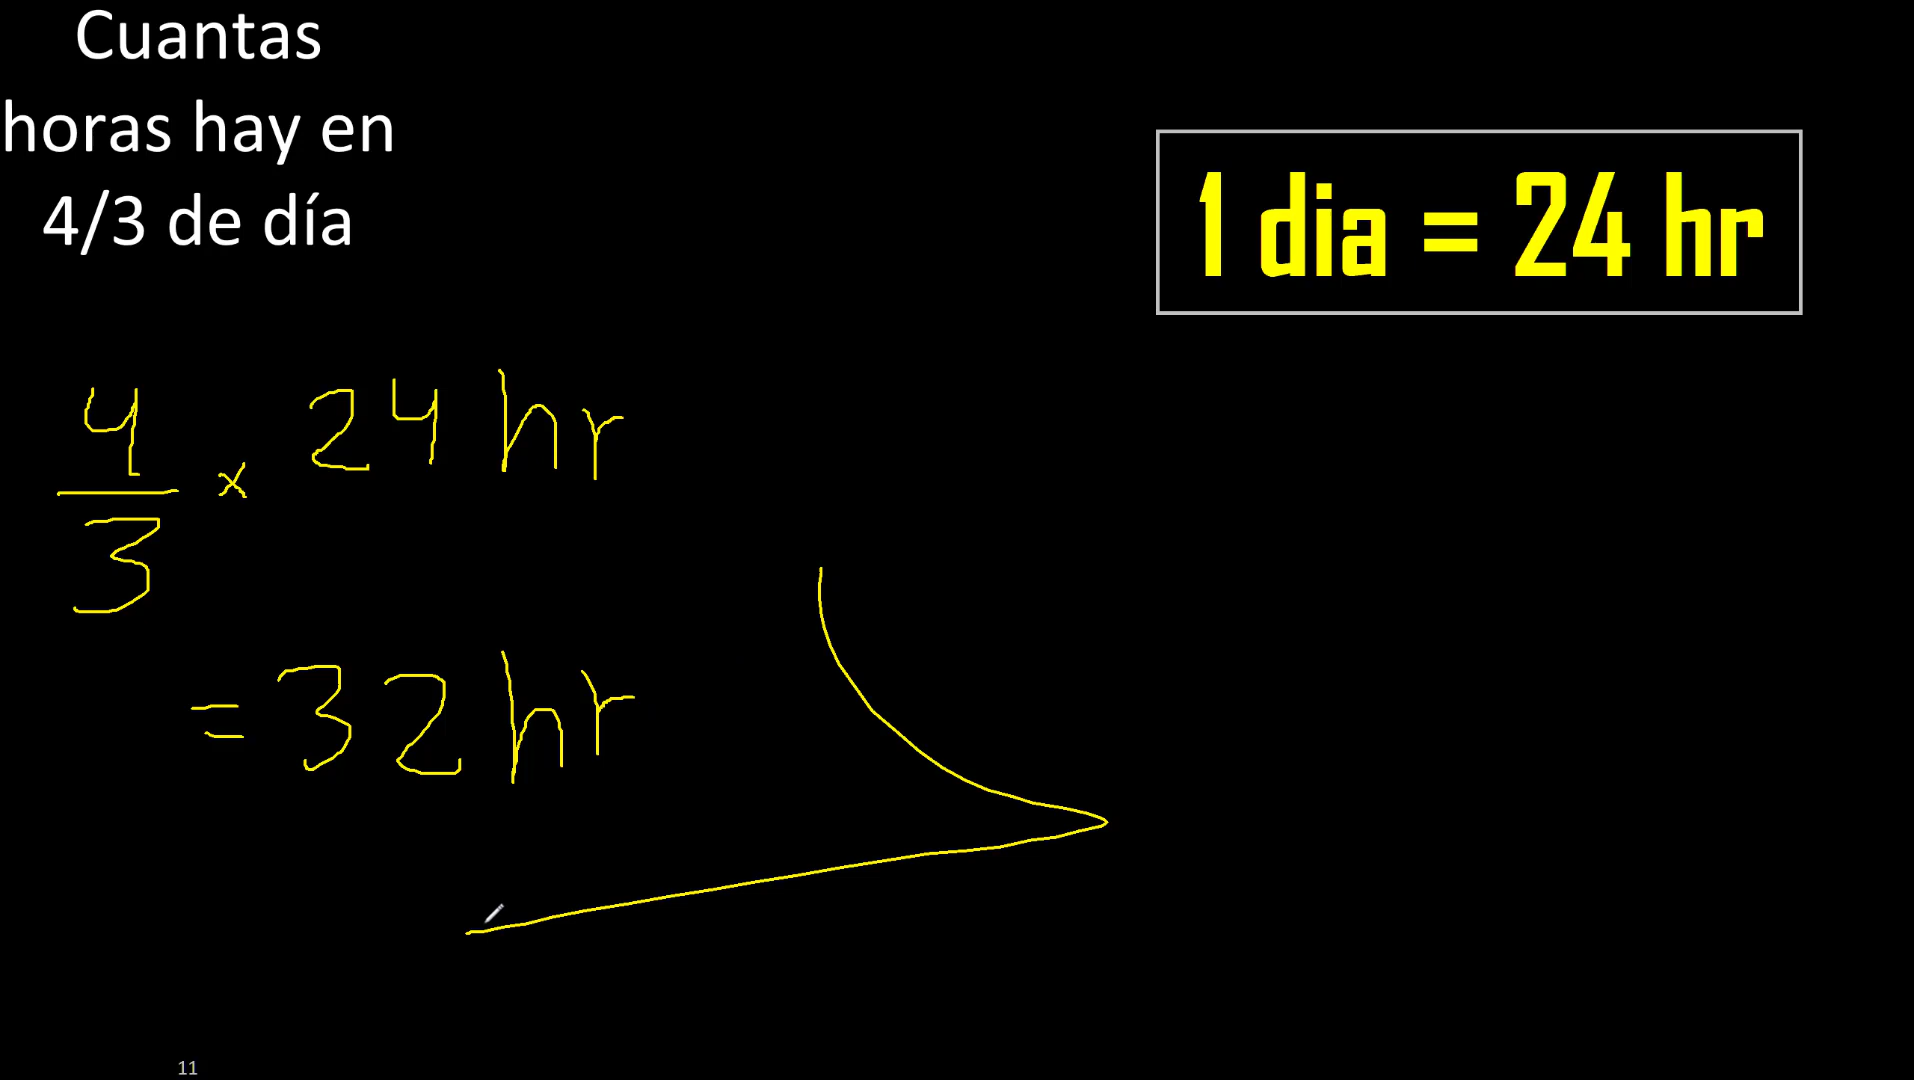 Cuantas
horas hay en
4/3 de día
1 dia = 24 hr
4/3 x 24 hr
= 32 hr
11